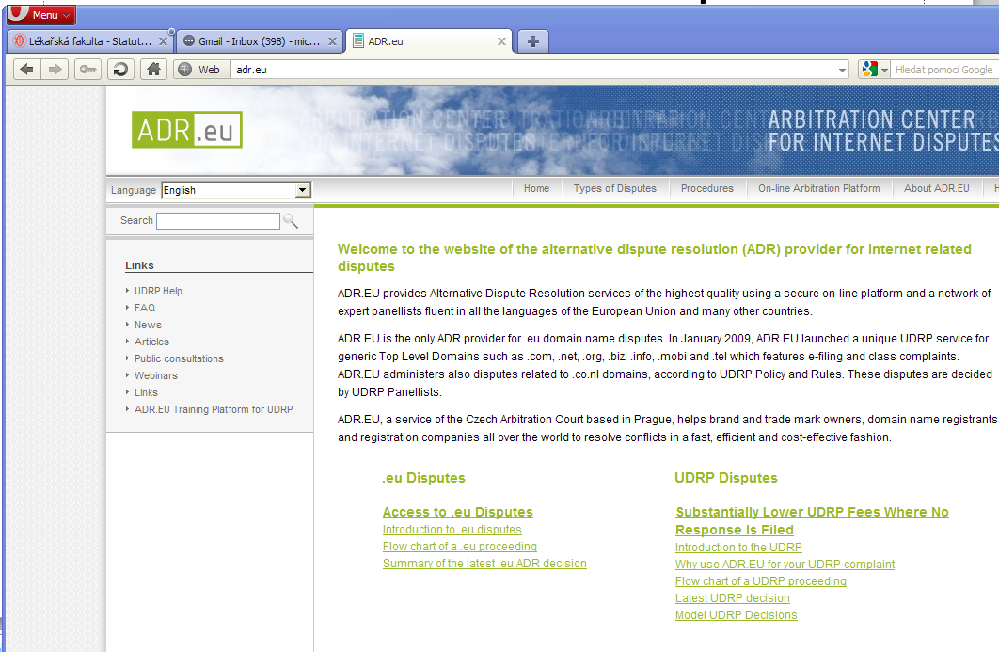 Menu
Lékařská fakulta - Statut...
Gmail - Inbox (398) - mic...
ADR.eu
Web
adr.eu
Hledat pomocí Google
ADR.eu
ARBITRATION CENTER
FOR INTERNET DISPUTES
Language English
Home
Types of Disputes
Procedures
On-line Arbitration Platform
About ADR.EU
Search
Links
UDRP Help
FAQ
News
Articles
Public consultations
Webinars
Links
ADR.EU Training Platform for UDRP
Welcome to the website of the alternative dispute resolution (ADR) provider for Internet related
disputes
ADR.EU provides Alternative Dispute Resolution services of the highest quality using a secure on-line platform and a network of
expert panellists fluent in all the languages of the European Union and many other countries.
ADR.EU is the only ADR provider for .eu domain name disputes. In January 2009, ADR.EU launched a unique UDRP service for
generic Top Level Domains such as .com, .net, .org, .biz, .info, .mobi and .tel which features e-filing and class complaints.
ADR.EU administers also disputes related to .co.nl domains, according to UDRP Policy and Rules. These disputes are decided
by UDRP Panellists.
ADR.EU, a service of the Czech Arbitration Court based in Prague, helps brand and trade mark owners, domain name registrants
and registration companies all over the world to resolve conflicts in a fast, efficient and cost-effective fashion.
.eu Disputes
Access to .eu Disputes
Introduction to .eu disputes
Flow chart of a .eu proceeding
Summary of the latest .eu ADR decision
UDRP Disputes
Substantially Lower UDRP Fees Where No
Response Is Filed
Introduction to the UDRP
Why use ADR.EU for your UDRP complaint
Flow chart of a UDRP proceeding
Latest UDRP decision
Model UDRP Decisions